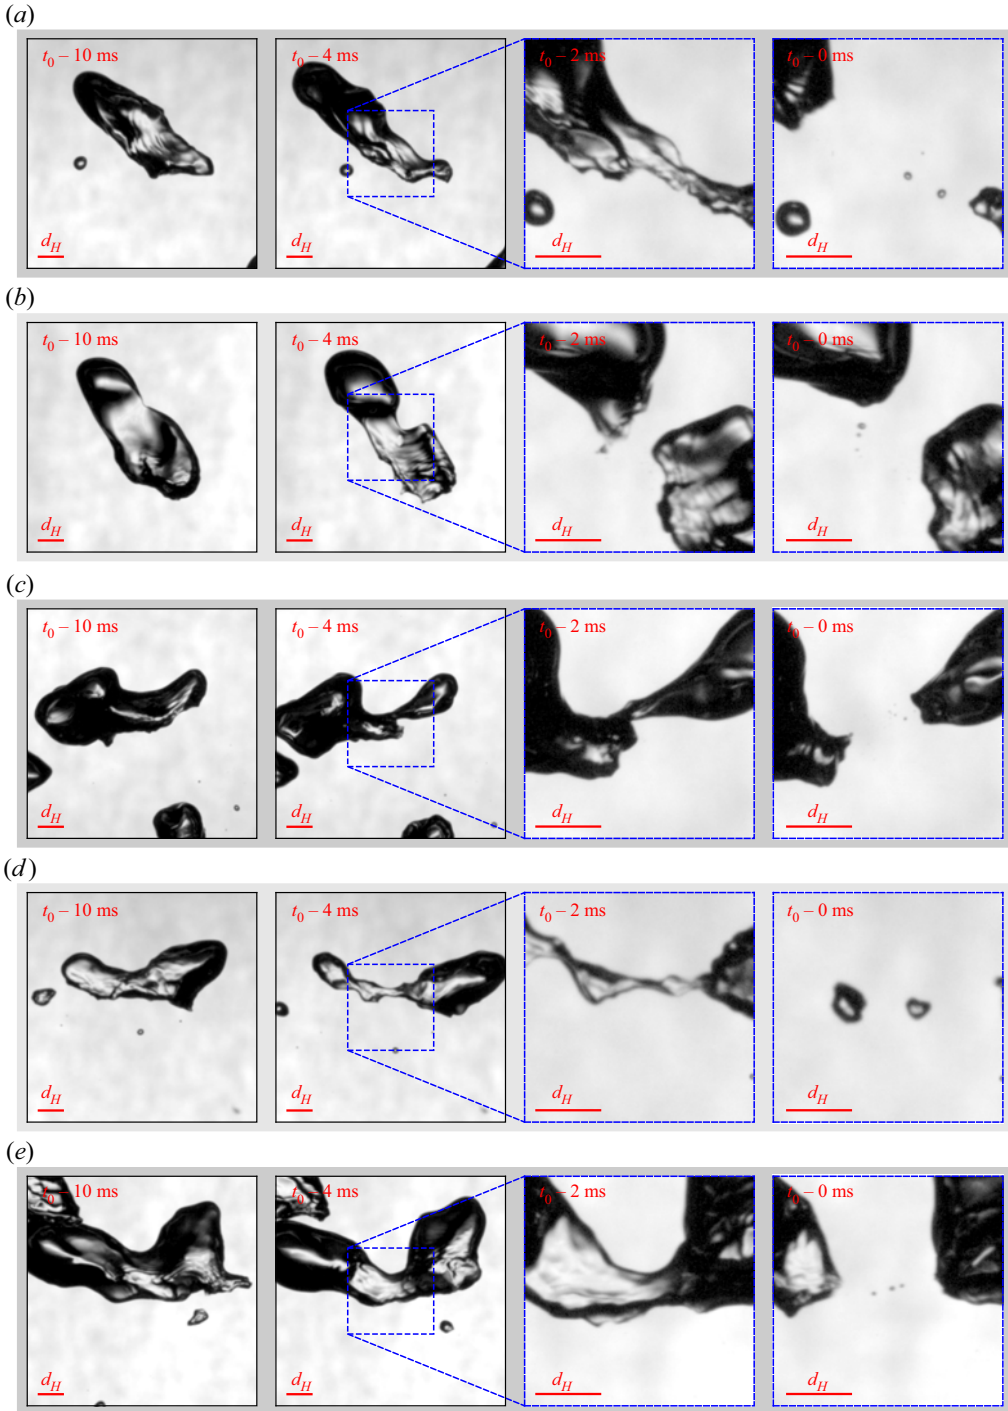 (a)
t0 – 10 ms
t0 – 4 ms
t0 – 2 ms
t0 – 0 ms
dH
dH
dH
dH
(b)
t0 – 10 ms
t0 – 4 ms
t0 – 2 ms
t0 – 0 ms
dH
dH
dH
dH
(c)
t0 – 10 ms
t0 – 4 ms
t0 – 2 ms
t0 – 0 ms
dH
dH
dH
dH
(d)
t0 – 10 ms
t0 – 4 ms
t0 – 2 ms
t0 – 0 ms
dH
dH
dH
dH
(e)
t0 – 10 ms
t0 – 4 ms
t0 – 2 ms
t0 – 0 ms
dH
dH
dH
dH